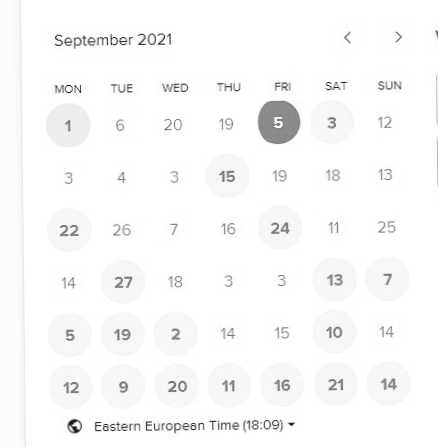 September 2021 < >
MON TUE WED THU FRI SAT SUN
1 6 20 19 5 3 12
3 4 3 15 19 18 13
22 26 7 16 24 11 25
14 27 18 3 3 13 7
5 19 2 14 15 10 14
12 9 20 11 16 21 14
Eastern European Time (18:09)